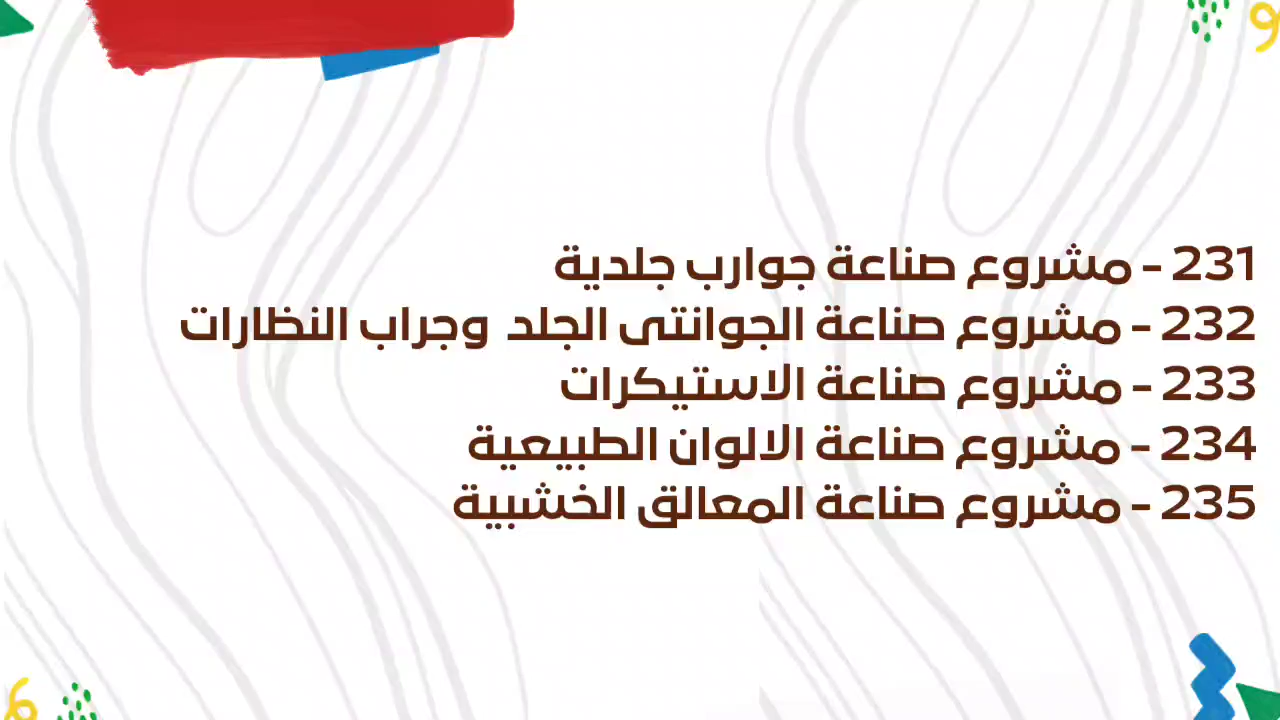 231 - مشروع صناعة جوارب جلدية
232 - مشروع صناعة الجوانتى الجلد وجراب النظارات
233 - مشروع صناعة الاستيكرات
234 - مشروع صناعة الالوان الطبيعية
235 - مشروع صناعة المعالق الخشبية